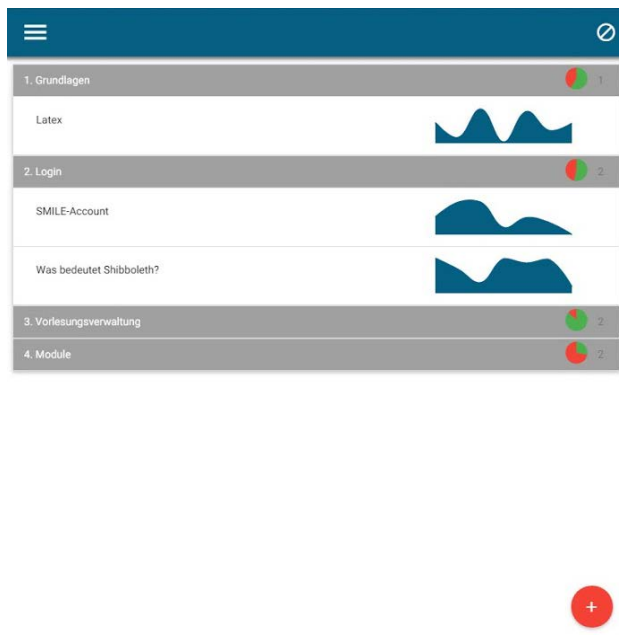 1. Grundlagen 1
Latex
2. Login 2
SMILE-Account
Was bedeutet Shibboleth?
3. Vorlesungsverwaltung 2
4. Module 2
+